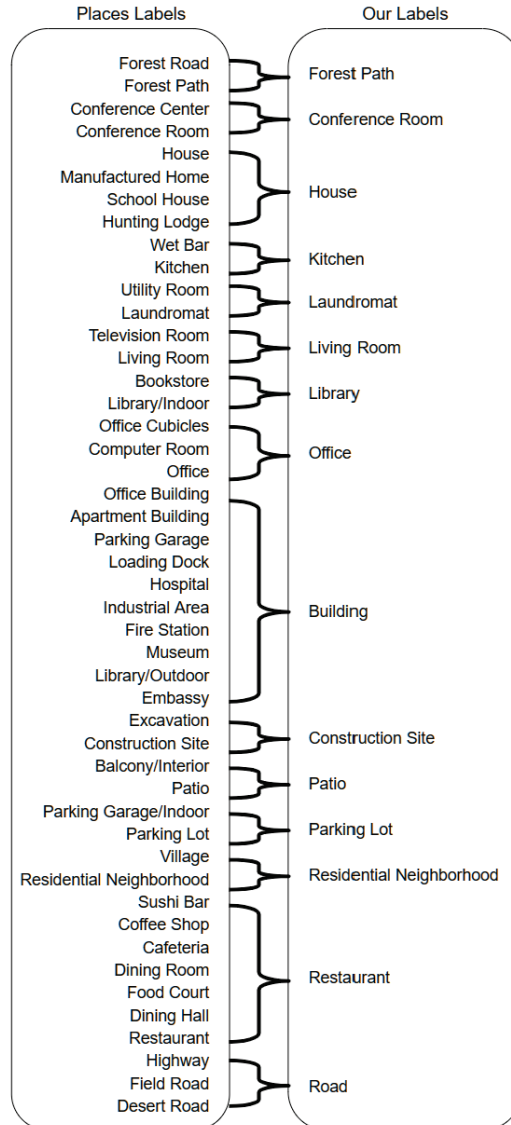 Places Labels
Our Labels
Forest Road
Forest Path
Forest Path
Conference Center
Conference Room
Conference Room
House
Manufactured Home
School House
Hunting Lodge
House
Wet Bar
Kitchen
Kitchen
Utility Room
Laundromat
Laundromat
Television Room
Living Room
Living Room
Bookstore
Library/Indoor
Library
Office Cubicles
Computer Room
Office
Office
Office Building
Apartment Building
Parking Garage
Loading Dock
Hospital
Industrial Area
Fire Station
Museum
Library/Outdoor
Embassy
Building
Excavation
Construction Site
Construction Site
Balcony/Interior
Patio
Patio
Parking Garage/Indoor
Parking Lot
Parking Lot
Village
Residential Neighborhood
Residential Neighborhood
Sushi Bar
Coffee Shop
Cafeteria
Dining Room
Food Court
Dining Hall
Restaurant
Restaurant
Highway
Field Road
Desert Road
Road